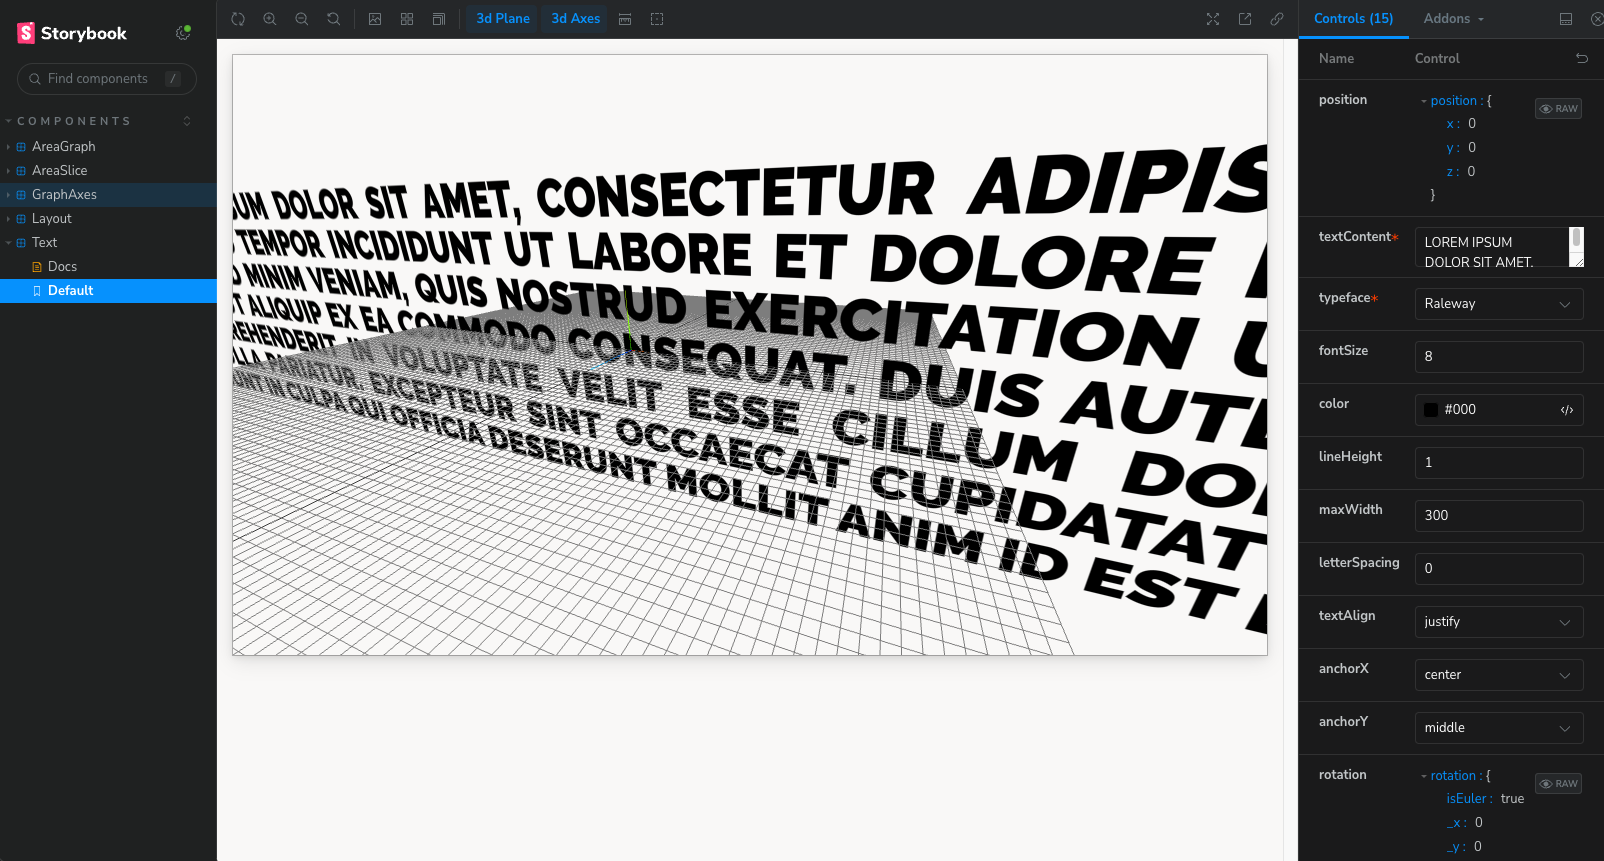 Storybook
Find components
/
COMPONENTS
AreaGraph
AreaSlice
GraphAxes
Layout
Text
Docs
Default
3d Plane
3d Axes
DOLOR SIT AMET, CONSECTETUR ADIPIS
TEMPOR INCIDIDUNT UT LABORE ET DOLORE
MINIM VENIAM, QUIS NOSTRUD EXERCITATION U
ALIQUIP EX EA COMMODO CONSEQUAT. DUIS AUTE
IN VOLUPTATE VELIT ESSE CILLUM DOL
PARIATUR. EXCEPTEUR SINT OCCAECAT CUPIDATAT
IN CULPA QUI OFFICIA DESERUNT MOLLIT ANIM ID EST
Controls (15)
Addons
Name Control
position
position : {
x : 0
y : 0
z : 0
}
RAW
textContent*
LOREM IPSUM
DOLOR SIT AMET,
typeface*
Raleway
fontSize
8
color
#000
lineHeight
1
maxWidth
300
letterSpacing
0
textAlign
justify
anchorX
center
anchorY
middle
rotation
rotation : {
RAW
isEuler : true
_x : 0
_y : 0